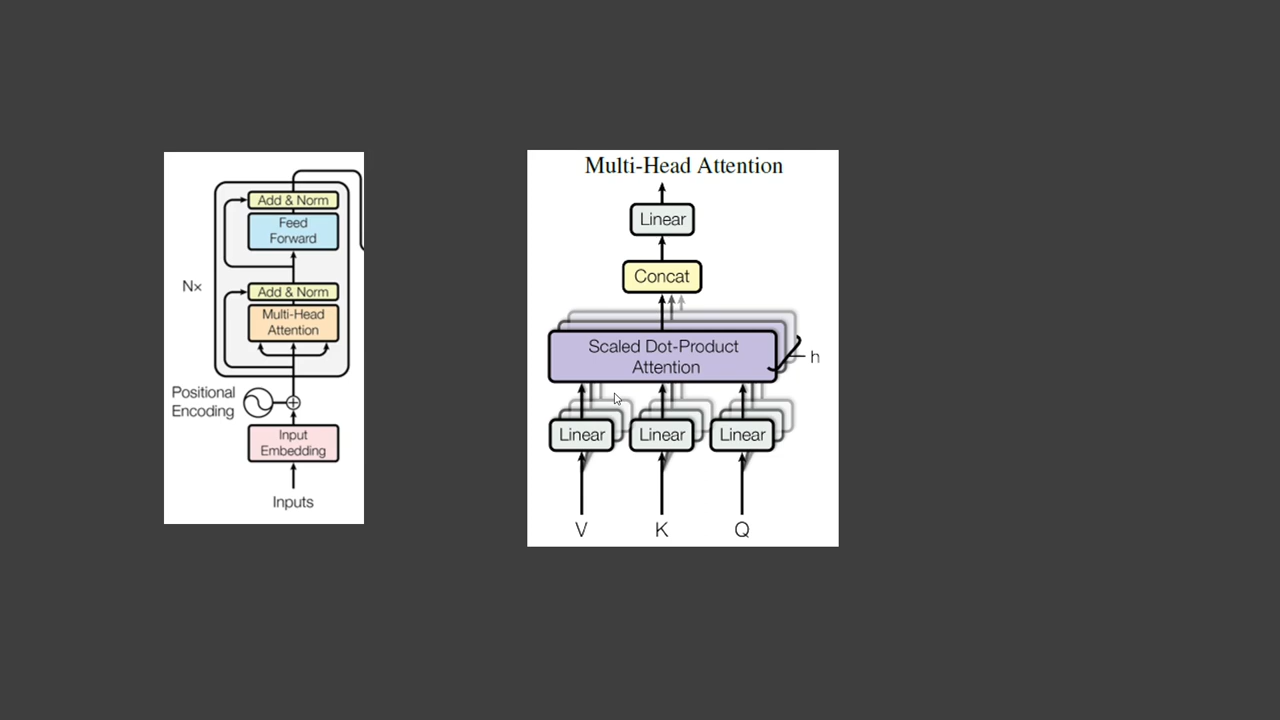 Add & Norm
Feed
Forward
Nx
Add & Norm
Multi-Head
Attention
Positional
Encoding
Input
Embedding
Inputs
Multi-Head Attention
Linear
Concat
Scaled Dot-Product
Attention
h
Linear Linear Linear
V K Q